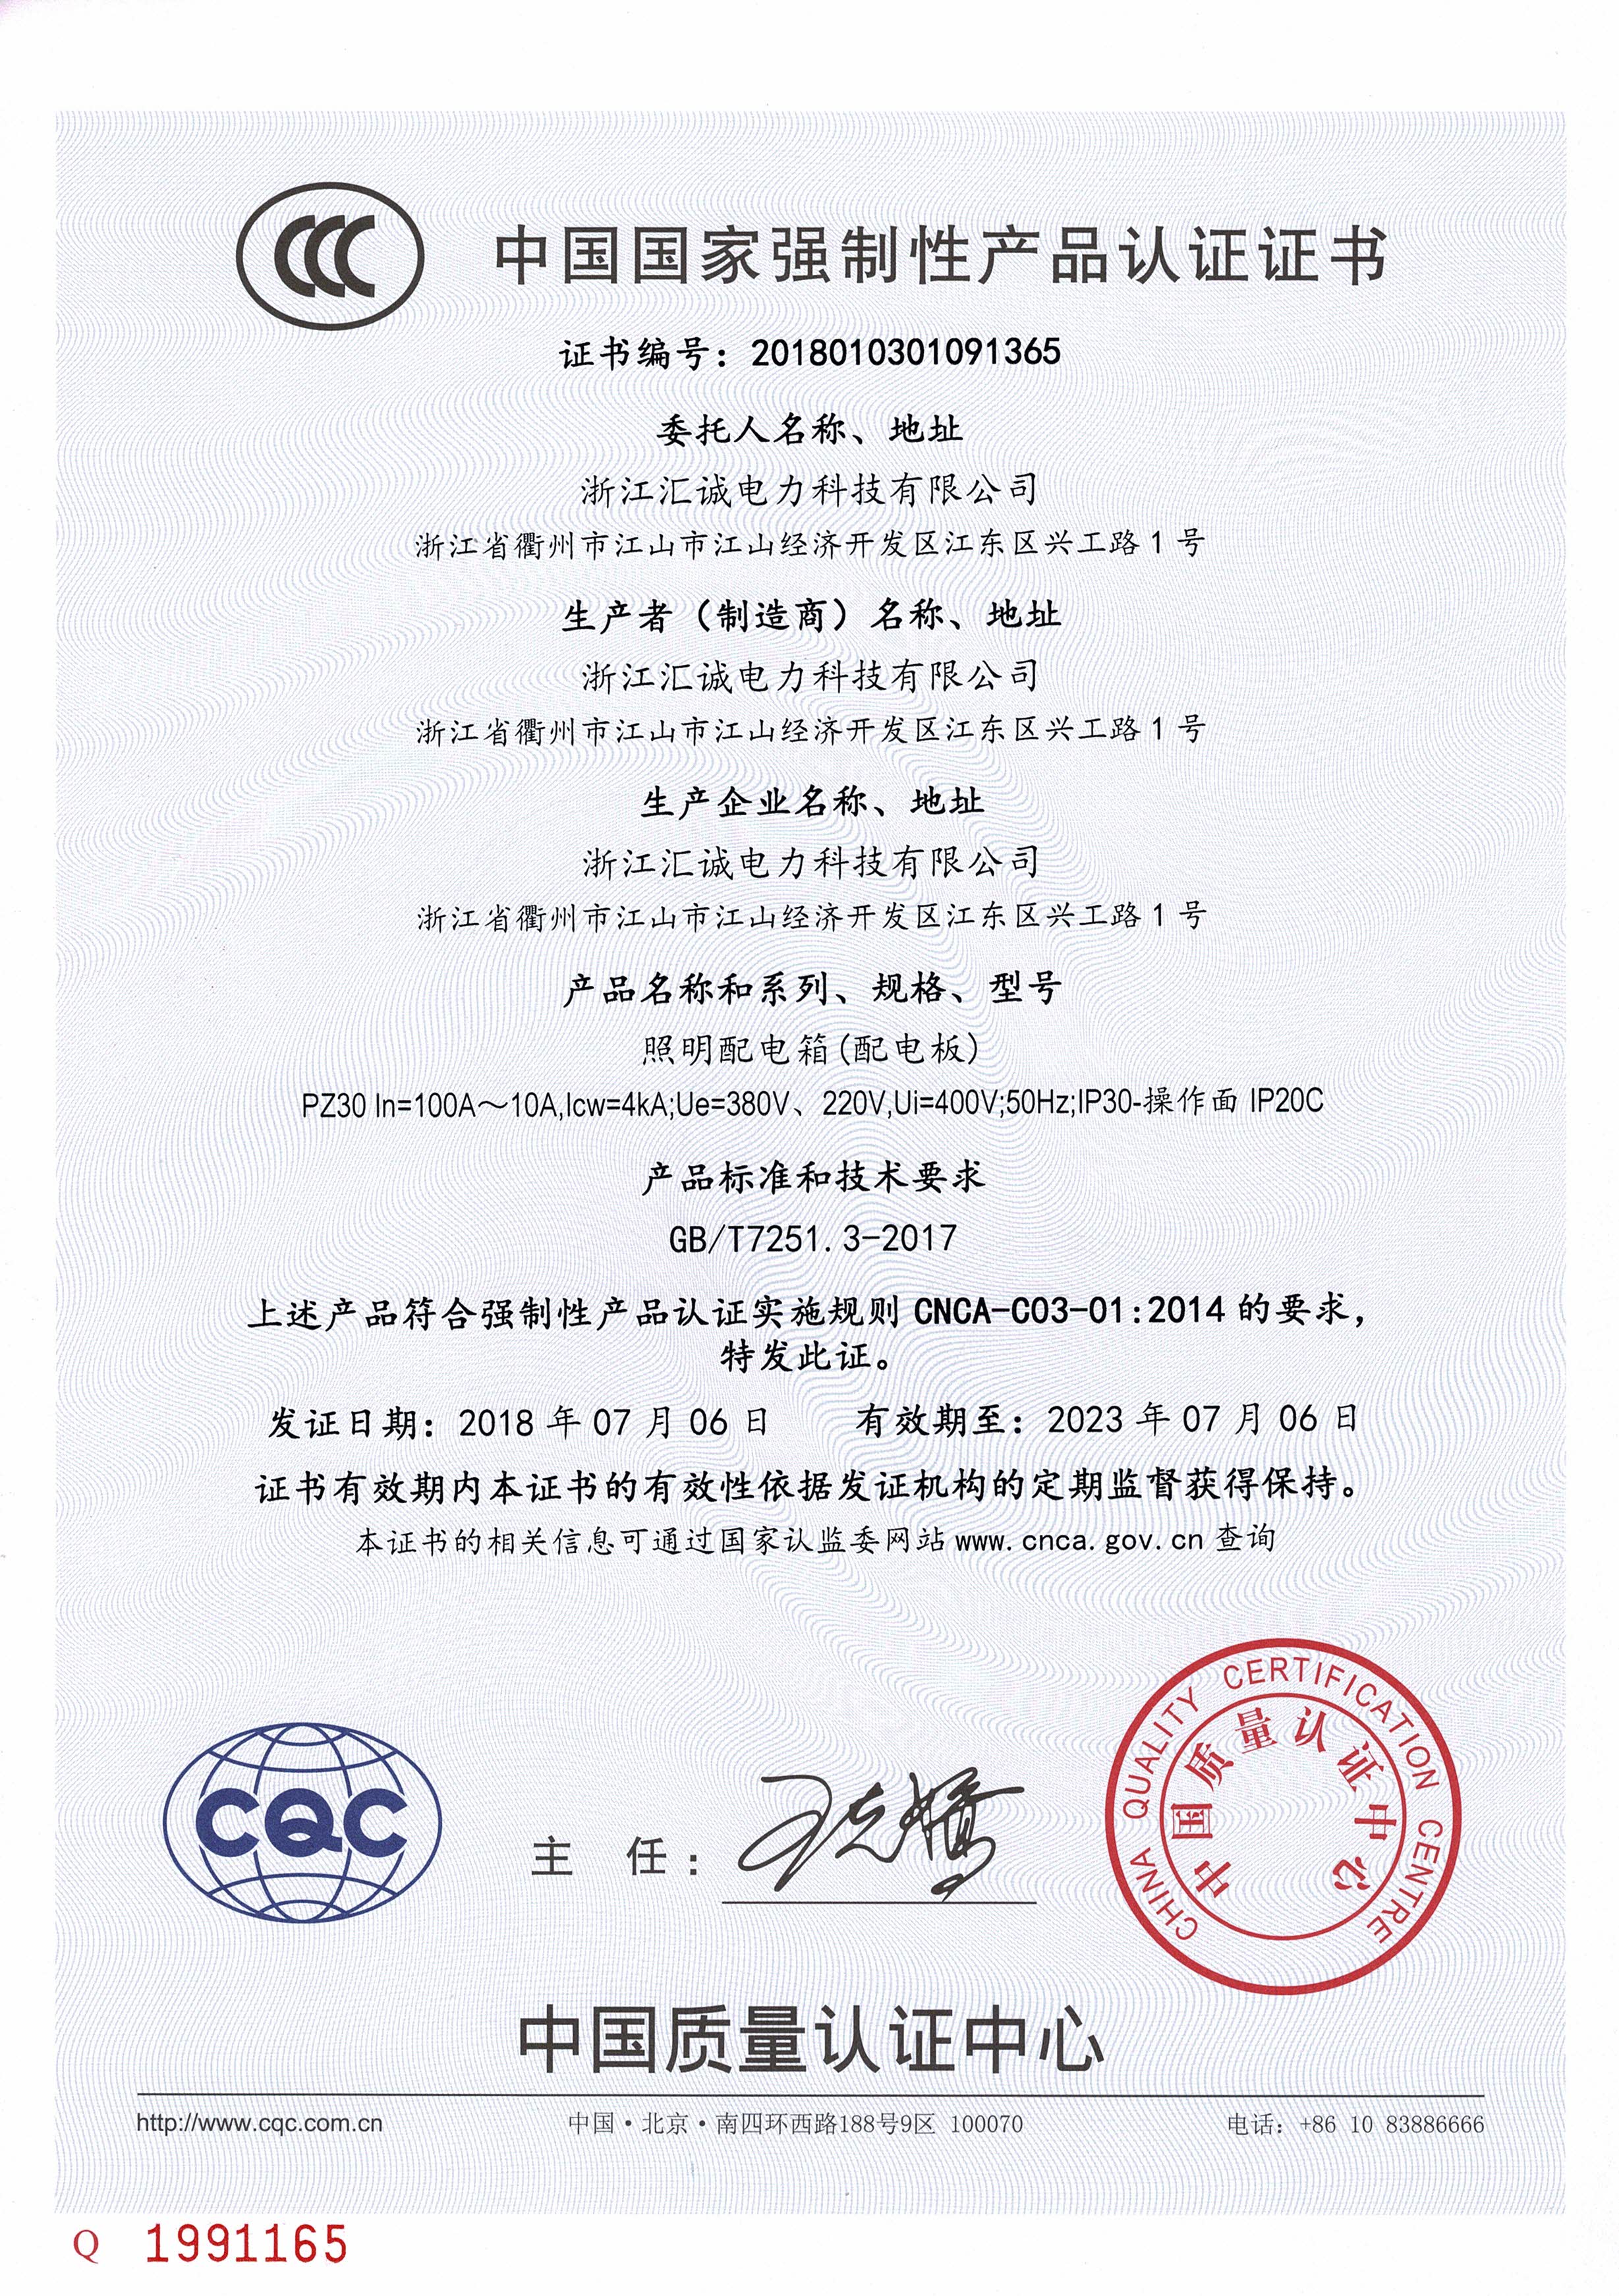 CCC
中国国家强制性产品认证证书
证书编号：2018010301091365
委托人名称、地址
浙江汇诚电力科技有限公司
浙江省衢州市江山市江山经济开发区江东区兴工路1号
生产者（制造商）名称、地址
浙江汇诚电力科技有限公司
浙江省衢州市江山市江山经济开发区江东区兴工路1号
生产企业名称、地址
浙江汇诚电力科技有限公司
浙江省衢州市江山市江山经济开发区江东区兴工路1号
产品名称和系列、规格、型号
照明配电箱(配电板)
PZ30 In=100A～10A,Icw=4kA;Ue=380V、220V,Ui=400V;50Hz;IP30-操作面 IP20C
产品标准和技术要求
GB/T7251.3-2017
上述产品符合强制性产品认证实施规则 CNCA-C03-01:2014 的要求，
特发此证。
发证日期：2018 年 07 月 06 日 有效期至：2023 年 07 月 06 日
证书有效期内本证书的有效性依据发证机构的定期监督获得保持。
本证书的相关信息可通过国家认监委网站 www.cnca.gov.cn 查询
CQC
主 任：
CHINA QUALITY CERTIFICATION CENTRE
中国质量认证中心
中国质量认证中心
http://www.cqc.com.cn 中国·北京·南四环西路188号9区 100070 电话：+86 10 83886666
Q 1991165